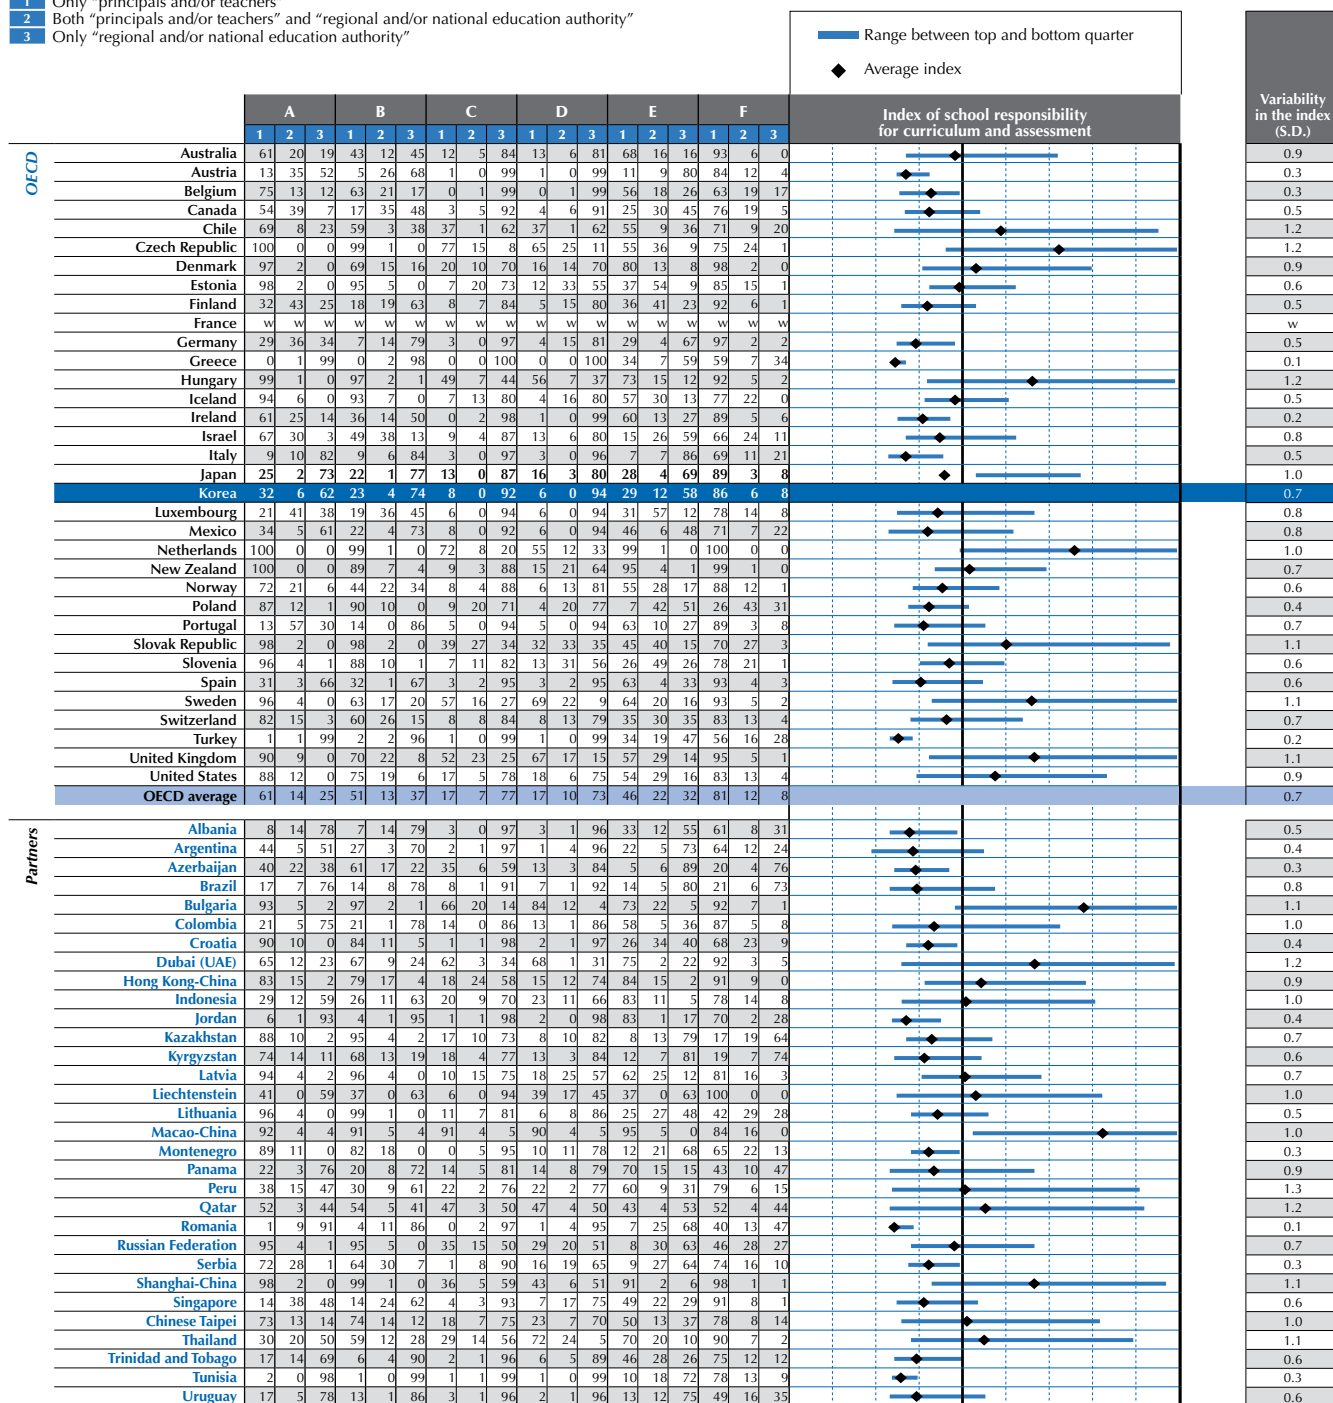 1 Only “principals and/or teachers”
2 Both “principals and/or teachers” and “regional and/or national education authority”
3 Only “regional and/or national education authority”
Range between top and bottom quarter
Average index
A B C D E F Index of school responsibility for curriculum and assessment Variability in the index (S.D.)
1 2 3 1 2 3 1 2 3 1 2 3 1 2 3 1 2 3
OECD
Australia 61 20 19 43 12 45 12 5 84 13 6 81 68 16 16 93 6 0 0.9
Austria 13 35 52 5 26 68 1 0 99 1 0 99 11 9 80 84 12 4 0.3
Belgium 75 13 12 63 21 17 0 1 99 0 1 99 56 18 26 63 19 17 0.3
Canada 54 39 7 17 35 48 3 5 92 4 6 91 25 30 45 76 19 5 0.5
Chile 69 8 23 59 3 38 37 1 62 37 1 62 55 9 36 71 9 20 1.2
Czech Republic 100 0 0 99 1 0 77 15 8 65 25 11 55 36 9 75 24 1 1.2
Denmark 97 2 0 69 15 16 20 10 70 16 14 70 80 13 8 98 2 0 0.9
Estonia 98 2 0 95 5 0 7 20 73 12 33 55 37 54 9 85 15 1 0.6
Finland 32 43 25 18 19 63 8 7 84 5 15 80 36 41 23 92 6 1 0.5
France w w w w w w w w w w w w w w w w w w w
Germany 29 36 34 7 14 79 3 0 97 4 15 81 29 4 67 97 2 2 0.5
Greece 0 1 99 0 2 98 0 0 100 0 0 100 34 7 59 59 7 34 0.1
Hungary 99 1 0 97 2 1 49 7 44 56 7 37 73 15 12 92 5 2 1.2
Iceland 94 6 0 93 7 0 7 13 80 4 16 80 57 30 13 77 22 0 0.5
Ireland 61 25 14 36 14 50 0 2 98 1 0 99 60 13 27 89 5 6 0.2
Israel 67 30 3 49 38 13 9 4 87 13 6 80 15 26 59 66 24 11 0.8
Italy 9 10 82 9 6 84 3 0 97 3 0 96 7 7 86 69 11 21 0.5
Japan 25 2 73 22 1 77 13 0 87 16 3 80 28 4 69 89 3 8 1.0
Korea 32 6 62 23 4 74 8 0 92 6 0 94 29 12 58 86 6 8 0.7
Luxembourg 21 41 38 19 36 45 6 0 94 6 0 94 31 57 12 78 14 8 0.8
Mexico 34 5 61 22 4 73 8 0 92 6 0 94 46 6 48 71 7 22 0.8
Netherlands 100 0 0 99 1 0 72 8 20 55 12 33 99 1 0 100 0 0 1.0
New Zealand 100 0 0 89 7 4 9 3 88 15 21 64 95 4 1 99 1 0 0.7
Norway 72 21 6 44 22 34 8 4 88 6 13 81 55 28 17 88 12 1 0.6
Poland 87 12 1 90 10 0 9 20 71 4 20 77 7 42 51 26 43 31 0.4
Portugal 13 57 30 14 0 86 5 0 94 5 0 94 63 10 27 89 3 8 0.7
Slovak Republic 98 2 0 98 2 0 39 27 34 32 33 35 45 40 15 70 27 3 1.1
Slovenia 96 4 1 88 10 1 7 11 82 13 31 56 26 49 26 78 21 1 0.6
Spain 31 3 66 32 1 67 3 2 95 3 2 95 63 4 33 93 4 3 0.6
Sweden 96 4 0 63 17 20 57 16 27 69 22 9 64 20 16 93 5 2 1.1
Switzerland 82 15 3 60 26 15 8 8 84 8 13 79 35 30 35 83 13 4 0.7
Turkey 1 1 99 2 2 96 1 0 99 1 0 99 34 19 47 56 16 28 0.2
United Kingdom 90 9 0 70 22 8 52 23 25 67 17 15 57 29 14 95 5 1 1.1
United States 88 12 0 75 19 6 17 5 78 18 6 75 54 29 16 83 13 4 0.9
OECD average 61 14 25 51 13 37 17 7 77 17 10 73 46 22 32 81 12 8 0.7
Partners
Albania 8 14 78 7 14 79 3 0 97 3 1 96 33 12 55 61 8 31 0.5
Argentina 44 5 51 27 3 70 2 1 97 1 4 96 22 5 73 64 12 24 0.4
Azerbaijan 40 22 38 61 17 22 35 6 59 13 3 84 5 6 89 20 4 76 0.3
Brazil 17 7 76 14 8 78 8 1 91 7 1 92 14 5 80 21 6 73 0.8
Bulgaria 93 5 2 97 2 1 66 20 14 84 12 4 73 22 5 92 7 1 1.1
Colombia 21 5 75 21 1 78 14 0 86 13 1 86 58 5 36 87 5 8 1.0
Croatia 90 10 0 84 11 5 1 1 98 2 1 97 26 34 40 68 23 9 0.4
Dubai (UAE) 65 12 23 67 9 24 62 3 34 68 1 31 75 2 22 92 3 5 1.2
Hong Kong-China 83 15 2 79 17 4 18 24 58 15 12 74 84 15 2 91 9 0 0.9
Indonesia 29 12 59 26 11 63 20 9 70 23 11 66 83 11 5 78 14 8 1.0
Jordan 6 1 93 4 1 95 1 1 98 2 0 98 83 1 17 70 2 28 0.4
Kazakhstan 88 10 2 95 4 2 17 10 73 8 10 82 8 13 79 17 19 64 0.7
Kyrgyzstan 74 14 11 68 13 19 18 4 77 13 3 84 12 7 81 19 7 74 0.6
Latvia 94 4 2 96 4 0 10 15 75 18 25 57 62 25 12 81 16 3 0.7
Liechtenstein 41 0 59 37 0 63 6 0 94 39 17 45 37 0 63 100 0 0 1.0
Lithuania 96 4 0 99 1 0 11 7 81 6 8 86 25 27 48 42 29 28 0.5
Macao-China 92 4 4 91 5 4 91 4 5 90 4 5 95 5 0 84 16 0 1.0
Montenegro 89 11 0 82 18 0 0 5 95 10 11 78 12 21 68 65 22 13 0.3
Panama 22 3 76 20 8 72 14 5 81 14 8 79 70 15 15 43 10 47 0.9
Peru 38 15 47 30 9 61 22 2 76 22 2 77 60 9 31 79 6 15 1.3
Qatar 52 3 44 54 5 41 47 3 50 47 4 50 43 4 53 52 4 44 1.2
Romania 1 9 91 4 11 86 0 2 97 1 4 95 7 25 68 40 13 47 0.1
Russian Federation 95 4 1 95 5 0 35 15 50 29 20 51 8 30 63 46 28 27 0.7
Serbia 72 28 1 64 30 7 1 8 90 16 19 65 9 27 64 74 16 10 0.3
Shanghai-China 98 2 0 99 1 0 36 5 59 43 6 51 91 2 6 98 1 1 1.1
Singapore 14 38 48 14 24 62 4 3 93 7 17 75 49 22 29 91 8 1 0.6
Chinese Taipei 73 13 14 74 14 12 18 7 75 23 7 70 50 13 37 78 8 14 1.0
Thailand 30 20 50 59 12 28 29 14 56 72 24 5 70 20 10 90 7 2 1.1
Trinidad and Tobago 17 14 69 6 4 90 2 1 96 6 5 89 46 28 26 75 12 12 0.6
Tunisia 2 0 98 1 0 99 1 1 99 1 0 99 10 18 72 78 13 9 0.3
Uruguay 17 5 78 13 1 86 3 1 96 2 1 96 13 12 75 49 16 35 0.6